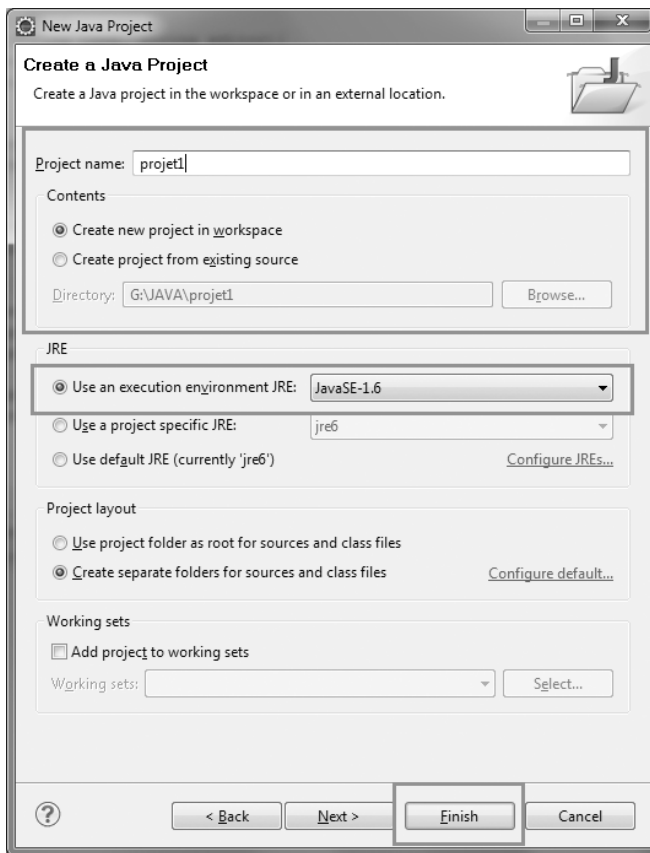 New Java Project
Create a Java Project
Create a Java project in the workspace or in an external location.
Project name: projet1
Contents
Create new project in workspace
Create project from existing source
Directory: G:\JAVA\projet1 Browse...
JRE
Use an execution environment JRE: JavaSE-1.6
Use a project specific JRE: jre6
Use default JRE (currently 'jre6') Configure JREs...
Project layout
Use project folder as root for sources and class files
Create separate folders for sources and class files Configure default...
Working sets
Add project to working sets
Working sets: Select...
? < Back Next > Finish Cancel